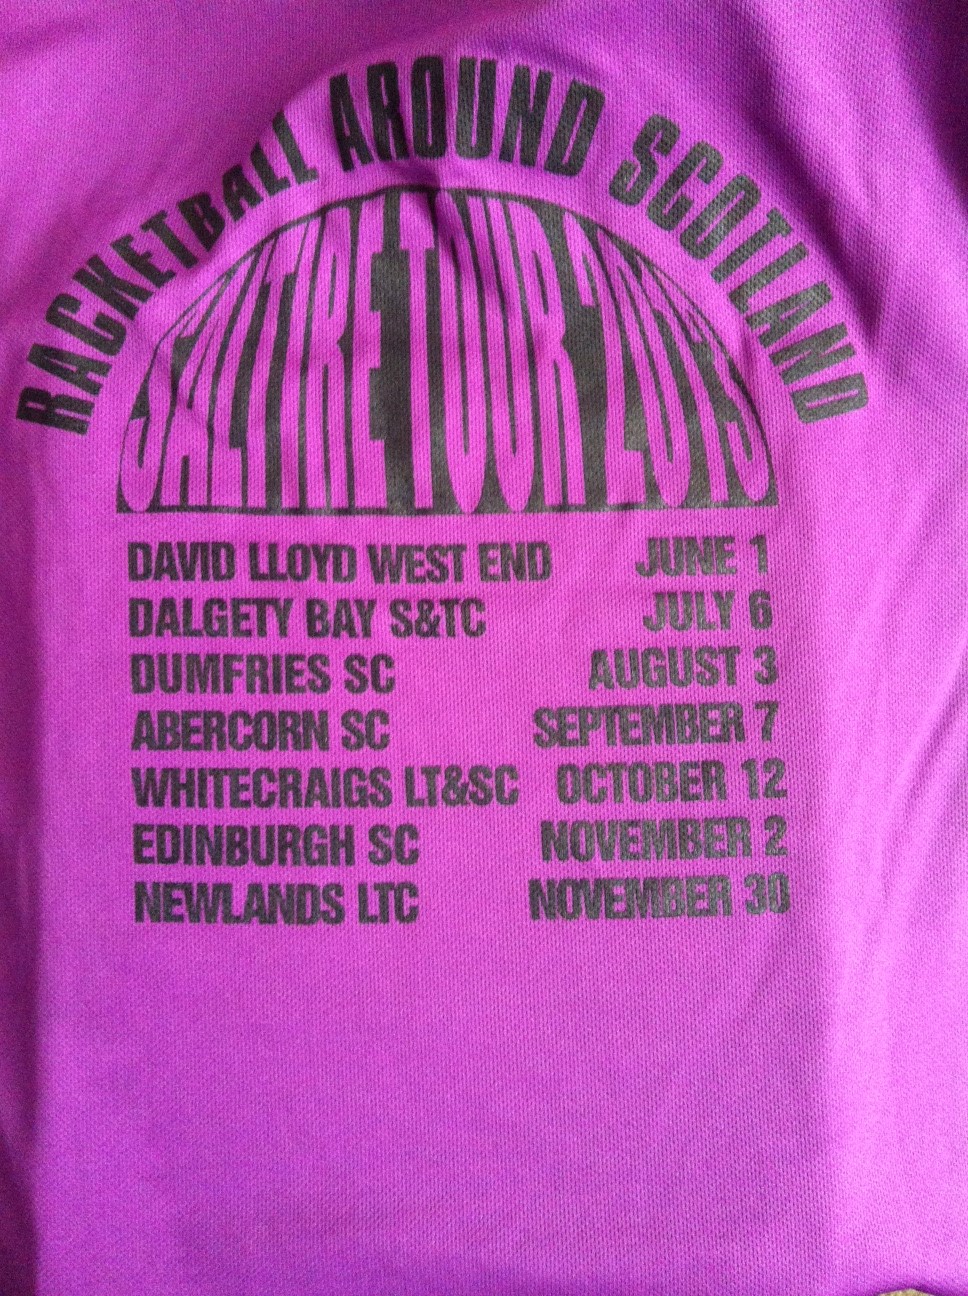 RACKETBALL AROUND SCOTLAND
SALTIRE TOUR 2013
DAVID LLOYD WEST END JUNE 1
DALGETY BAY S&TC JULY 6
DUMFRIES SC AUGUST 3
ABERCORN SC SEPTEMBER 7
WHITECRAIGS LT&SC OCTOBER 12
EDINBURGH SC NOVEMBER 2
NEWLANDS LTC NOVEMBER 30